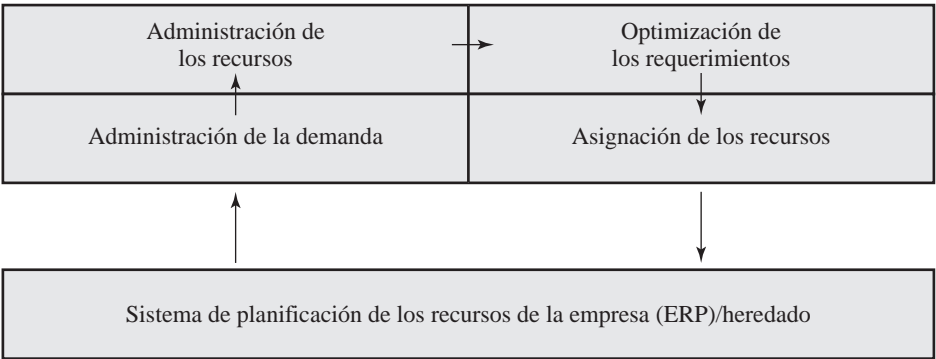 Administración de
los recursos
Optimización de
los requerimientos
Administración de la demanda
Asignación de los recursos
Sistema de planificación de los recursos de la empresa (ERP)/heredado